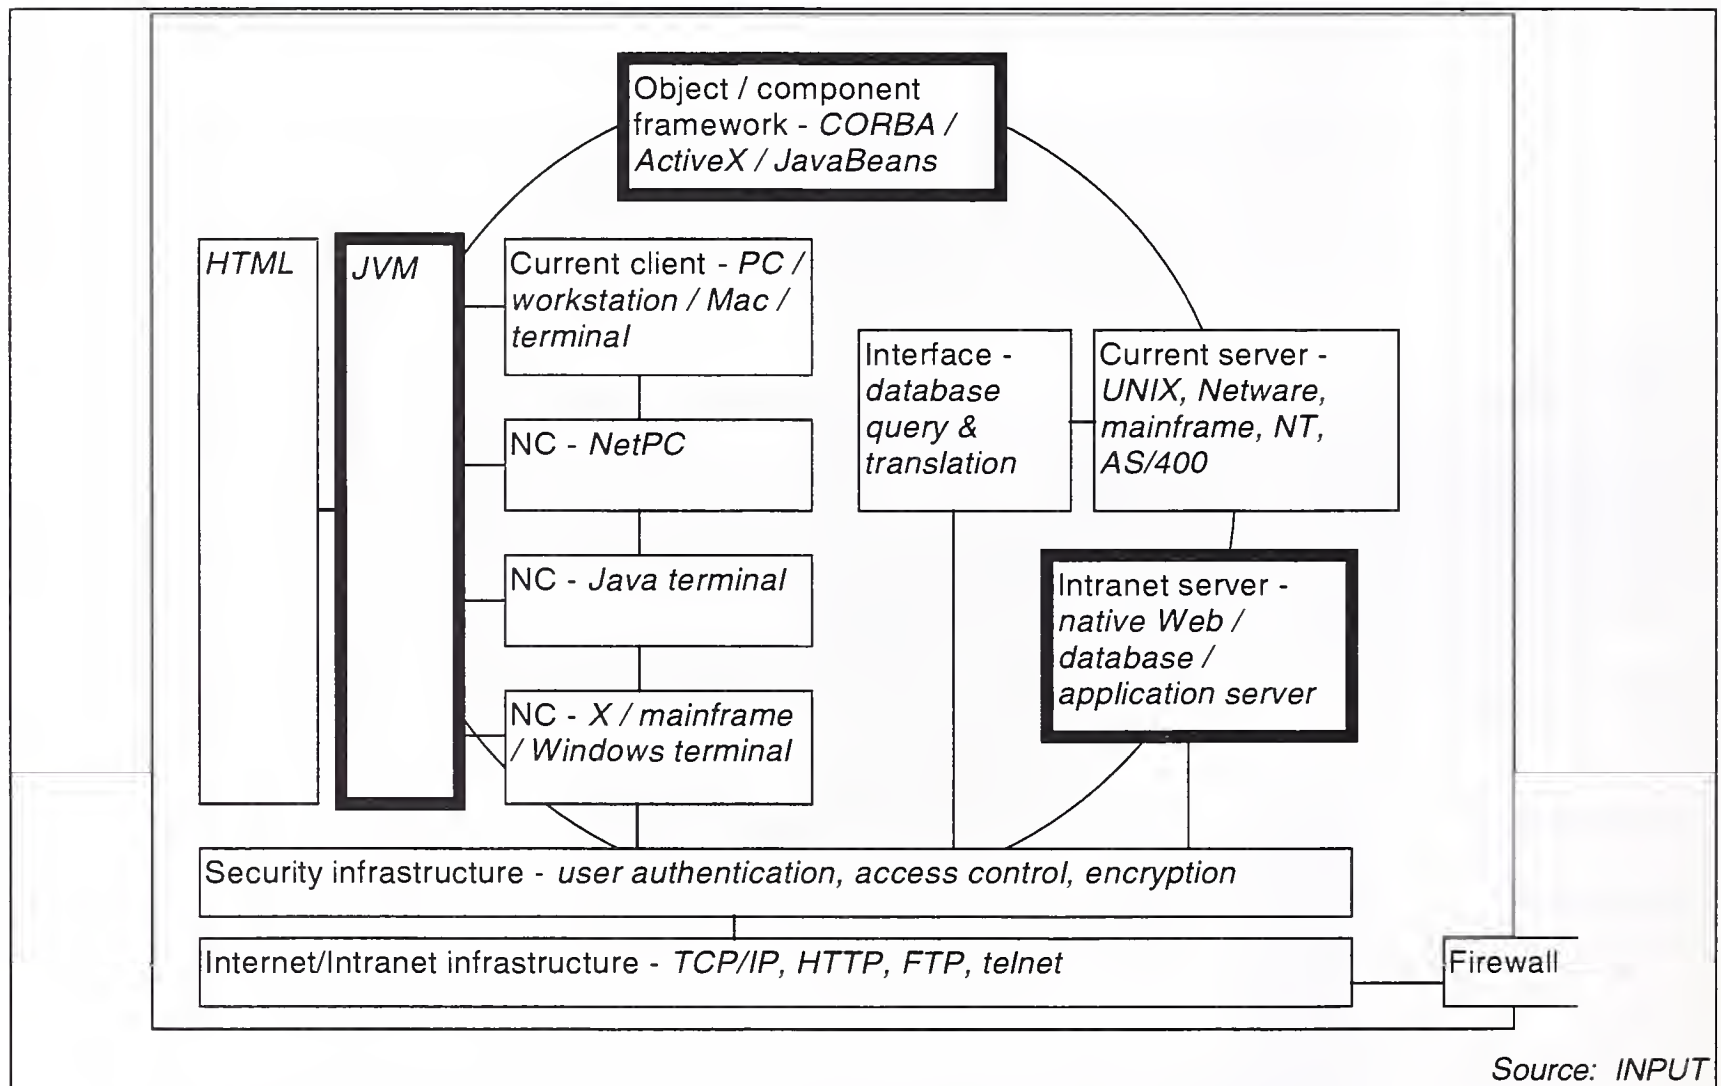 Object / component
framework - CORBA /
ActiveX / JavaBeans
HTML
JVM
Current client - PC /
workstation / Mac /
terminal
NC - NetPC
NC - Java terminal
NC - X / mainframe
/ Windows terminal
Interface -
database
query &
translation
Current server -
UNIX, Netware,
mainframe, NT,
AS/400
Intranet server -
native Web /
database /
application server
Security infrastructure - user authentication, access control, encryption
Internet/Intranet infrastructure - TCP/IP, HTTP, FTP, telnet
Firewall
Source: INPUT